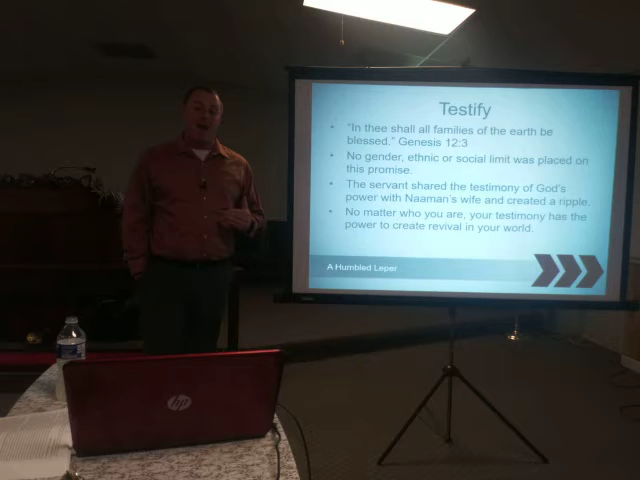 Testify
• "In thee shall all families of the earth be
blessed." Genesis 12:3
• No gender, ethnic or social limit was placed on
this promise.
• The servant shared the testimony of God's
power with Naaman's wife and created a ripple.
• No matter who you are, your testimony has the
power to create revival in your world.
A Humbled Leper
hp